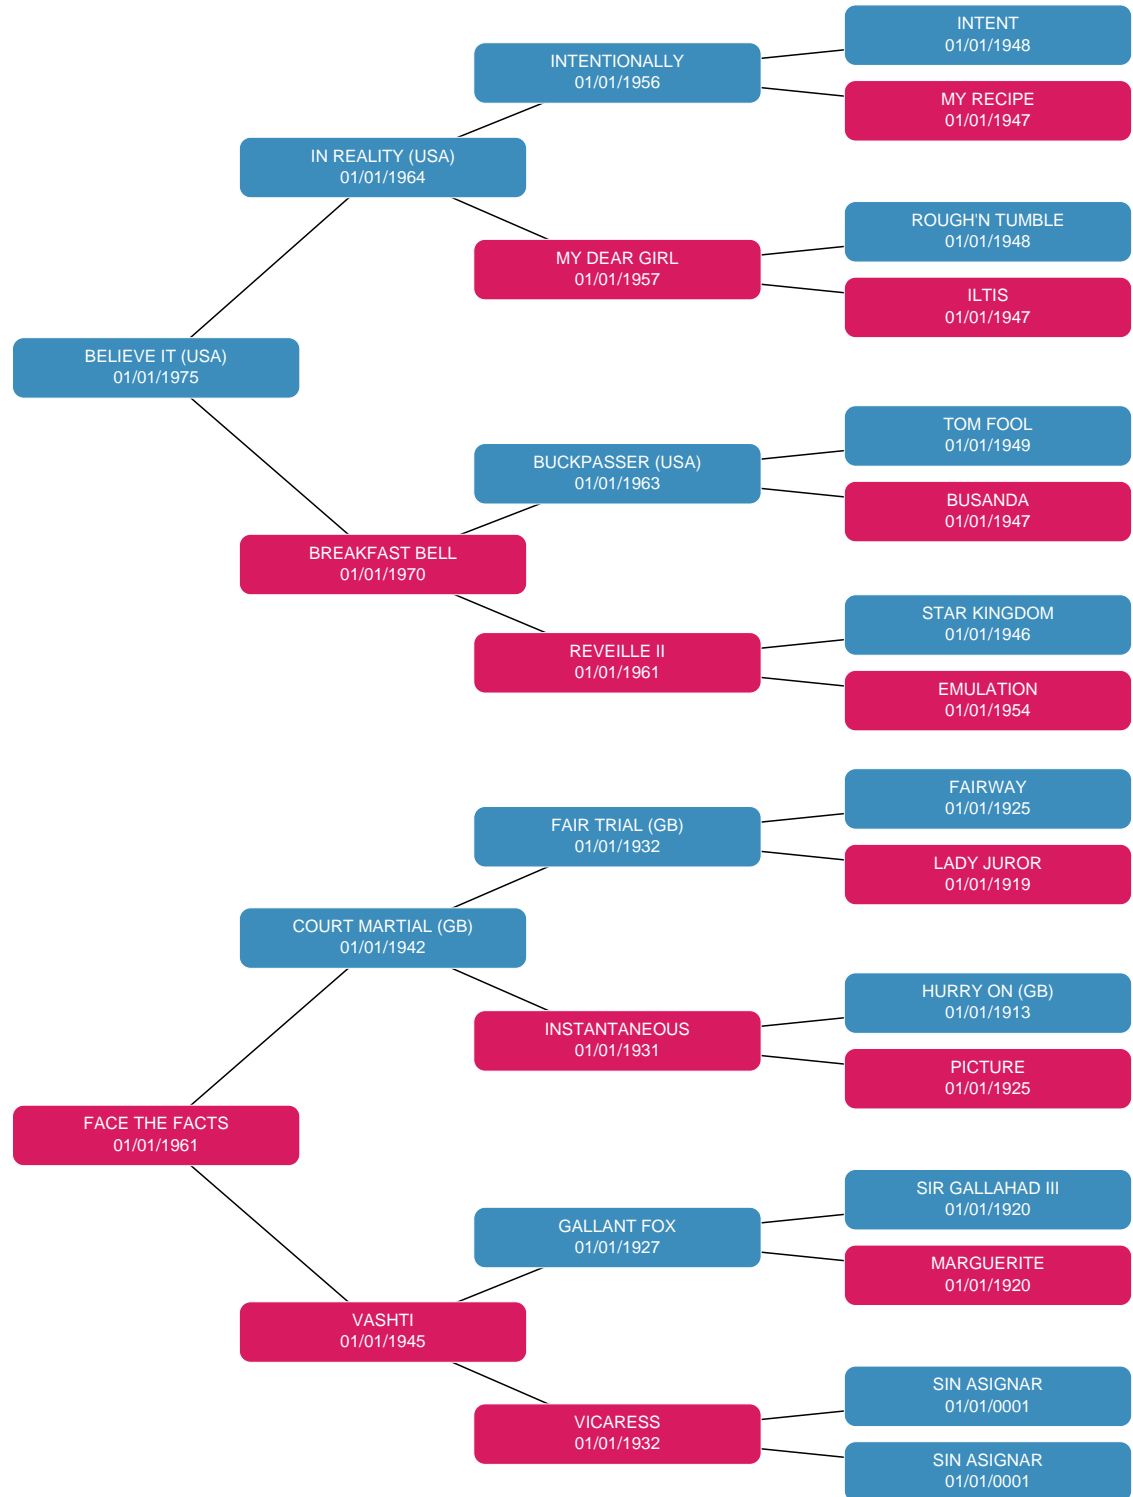 INTENT
01/01/1948
INTENTIONALLY
01/01/1956
MY RECIPE
01/01/1947
IN REALITY (USA)
01/01/1964
ROUGH'N TUMBLE
01/01/1948
MY DEAR GIRL
01/01/1957
ILTIS
01/01/1947
BELIEVE IT (USA)
01/01/1975
TOM FOOL
01/01/1949
BUCKPASSER (USA)
01/01/1963
BUSANDA
01/01/1947
BREAKFAST BELL
01/01/1970
STAR KINGDOM
01/01/1946
REVEILLE II
01/01/1961
EMULATION
01/01/1954
FAIRWAY
01/01/1925
FAIR TRIAL (GB)
01/01/1932
LADY JUROR
01/01/1919
COURT MARTIAL (GB)
01/01/1942
HURRY ON (GB)
01/01/1913
INSTANTANEOUS
01/01/1931
PICTURE
01/01/1925
FACE THE FACTS
01/01/1961
SIR GALLAHAD III
01/01/1920
GALLANT FOX
01/01/1927
MARGUERITE
01/01/1920
VASHTI
01/01/1945
SIN ASIGNAR
01/01/0001
VICARESS
01/01/1932
SIN ASIGNAR
01/01/0001